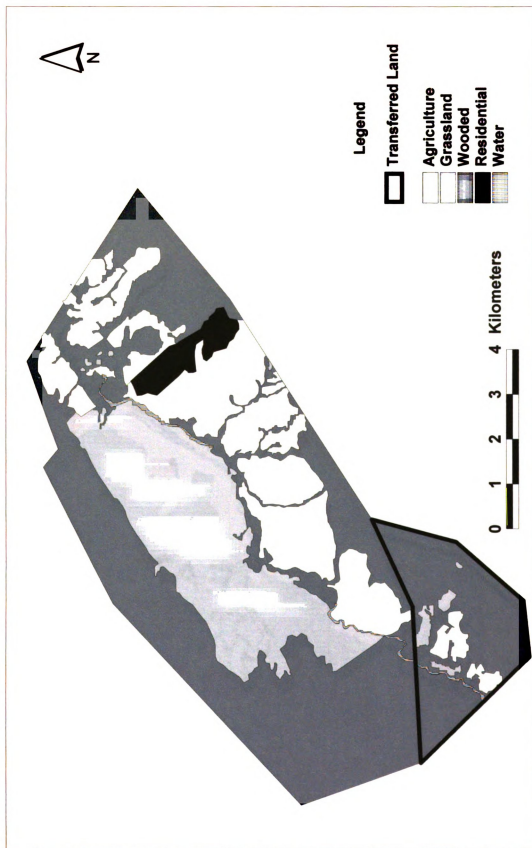 N
Legend
Transferred Land
Agriculture
Grassland
Wooded
Residential
Water
0 1 2 3 4 Kilometers